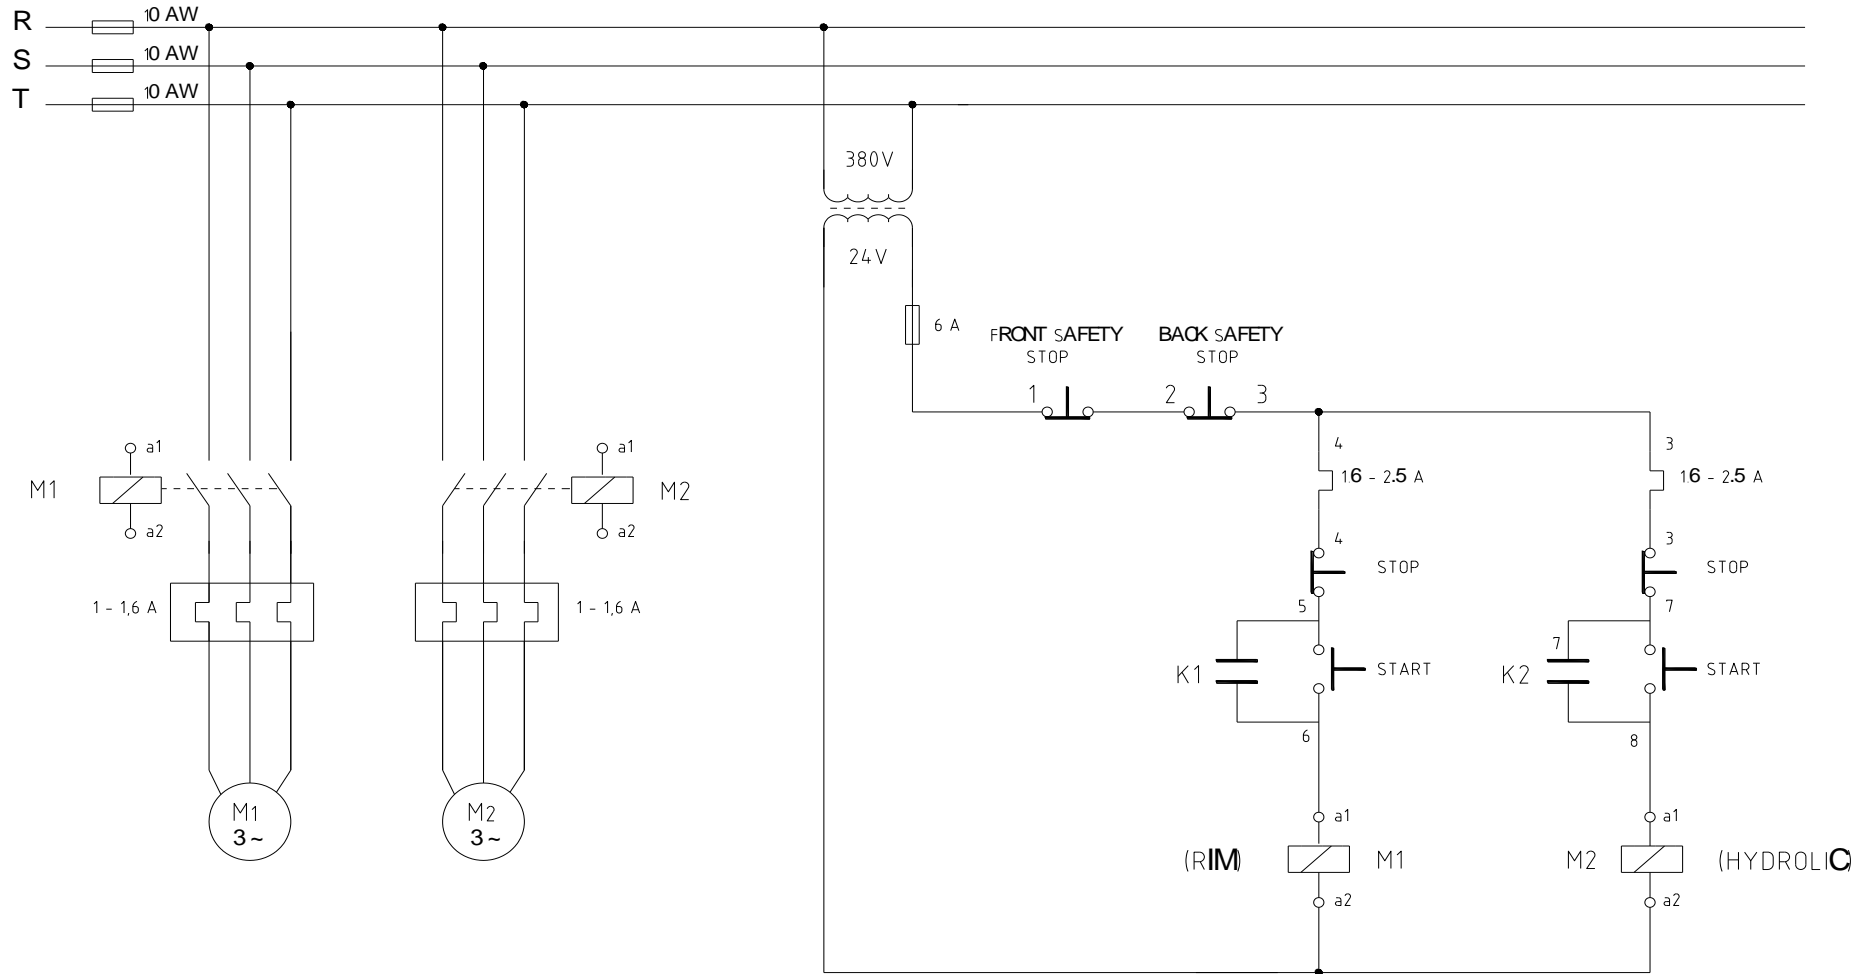 R
10 AW
S
10 AW
T
10 AW
380V
24V
6 A
FRONT SAFETY
STOP
BACK SAFETY
STOP
1
2
3
4
3
a1
a1
M1
M2
a2
a2
16 - 2.5 A
16 - 2.5 A
4
3
STOP
STOP
1 - 1,6 A
1 - 1,6 A
5
7
7
K1
START
K2
START
6
8
M1
3~
M2
3~
a1
a1
(RIM)
M1
M2
(HYDROLIC)
a2
a2